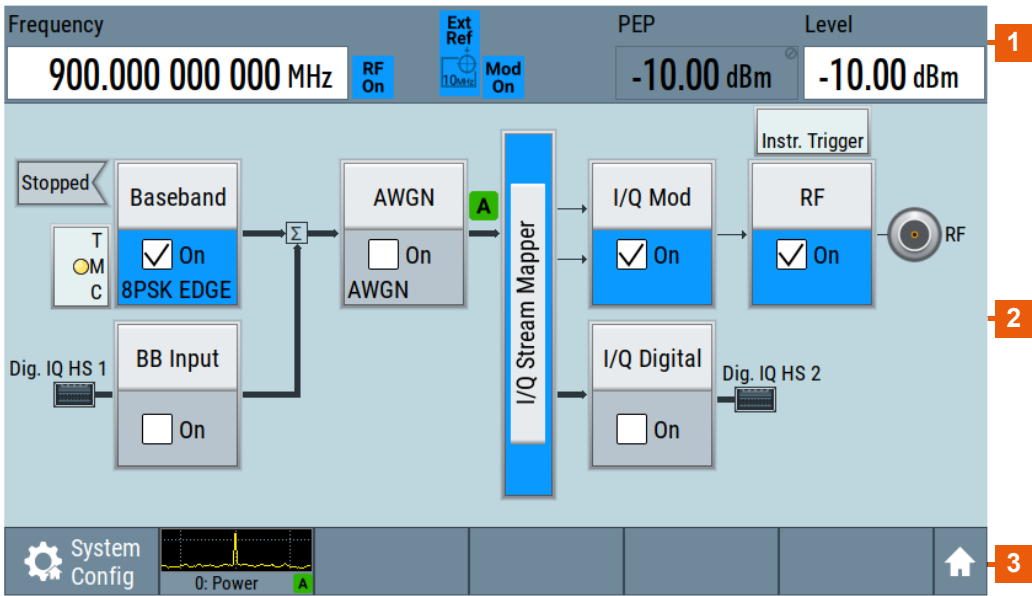 Frequency
Ext
Ref
PEP
Level
1
900.000 000 000 MHz
RF
On
10MHz
Mod
On
-10.00 dBm
-10.00 dBm
Instr. Trigger
Stopped
Baseband
On
8PSK EDGE
T
M
C
Σ
AWGN
On
AWGN
A
I/Q Stream Mapper
I/Q Mod
On
RF
On
RF
2
Dig. IQ HS 1
BB Input
On
I/Q Digital
On
Dig. IQ HS 2
System
Config
0: Power
A
3